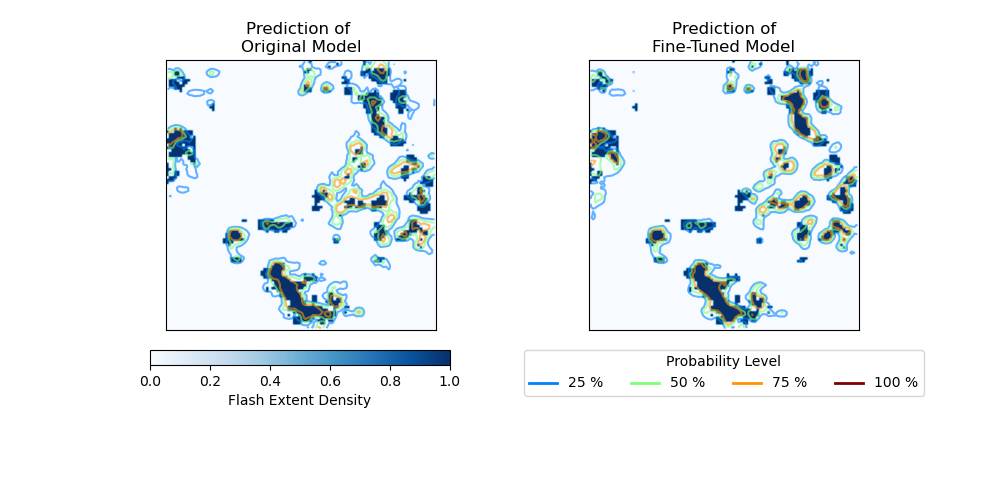 Prediction of
Original Model
Prediction of
Fine-Tuned Model
0.0 0.2 0.4 0.6 0.8 1.0
Flash Extent Density
Probability Level
25 % 50 % 75 % 100 %